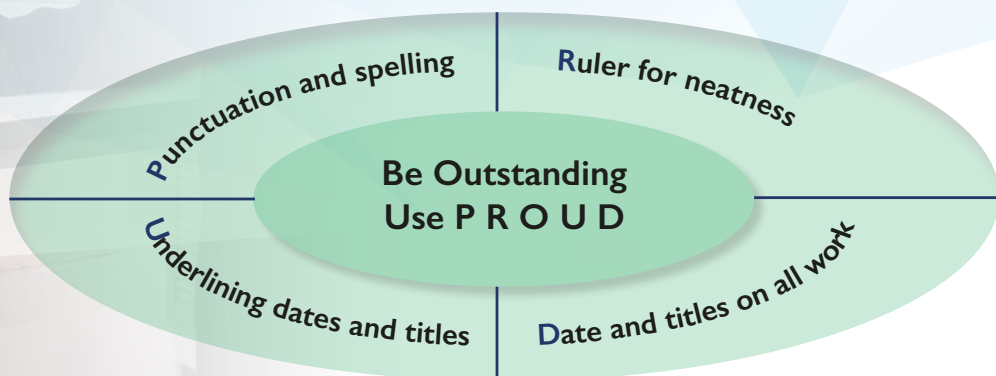 Punctuation and spelling
Ruler for neatness
Be Outstanding
Use P R O U D
Underlining dates and titles
Date and titles on all work